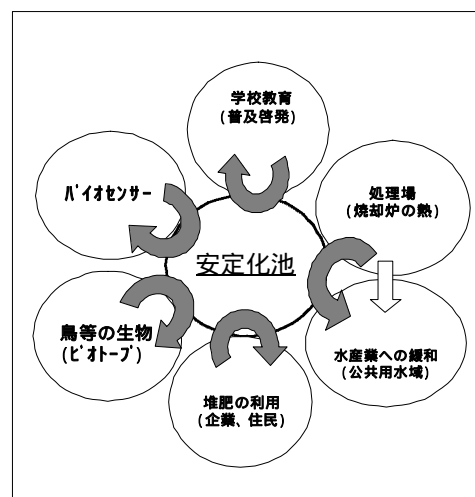 学校教育
(普及啓発)
処理場
(焼却炉の熱)
ﾊﾞｲｵｾﾝｻｰ
安定化池
鳥等の生物
(ﾋﾞｵﾄｰﾌﾟ)
水産業への緩和
(公共用水域)
堆肥の利用
(企業、住民)